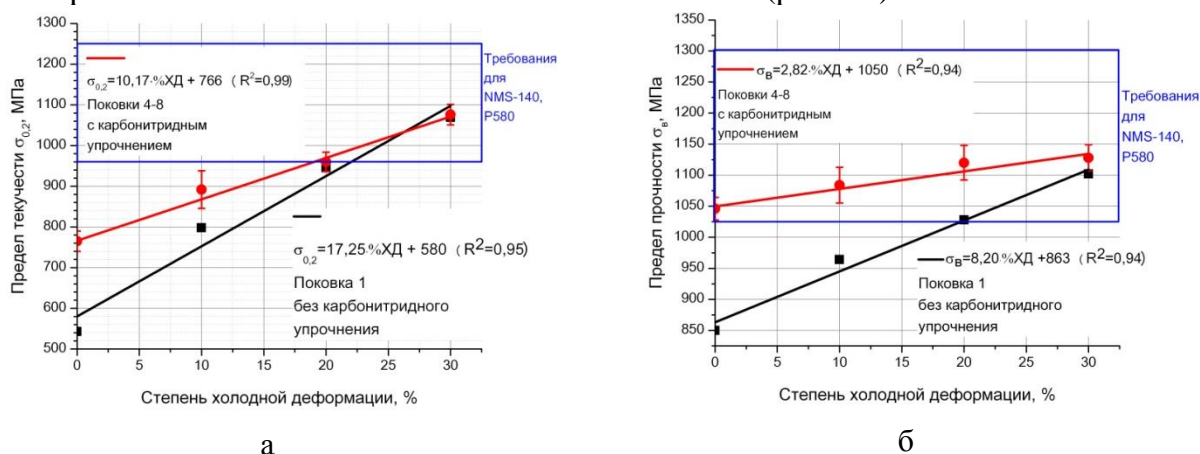 1300
1200
1100
1000
900
800
700
600
500
0
5
10
15
20
25
30
Предел текучести σ0,2, МПа
Степень холодной деформации, %
σ0,2=10,17·%ХД + 766 ( R2=0,99)
Поковки 4-8
с карбонитридным
упрочнением
σ0,2=17,25·%ХД + 580 ( R2=0,95)
Поковка 1
без карбонитридного
упрочнения
Требования
для
NMS-140,
P580
а
1350
1300
1250
1200
1150
1100
1050
1000
950
900
850
0
5
10
15
20
25
30
Предел прочности σв, МПа
Степень холодной деформации, %
σв=2,82·%ХД + 1050 ( R2=0,94)
Поковки 4-8
с карбонитридным
упрочнением
σв=8,20·%ХД +863 ( R2=0,94)
Поковка 1
без карбонитридного
упрочнения
Требования
для
NMS-140,
P580
б